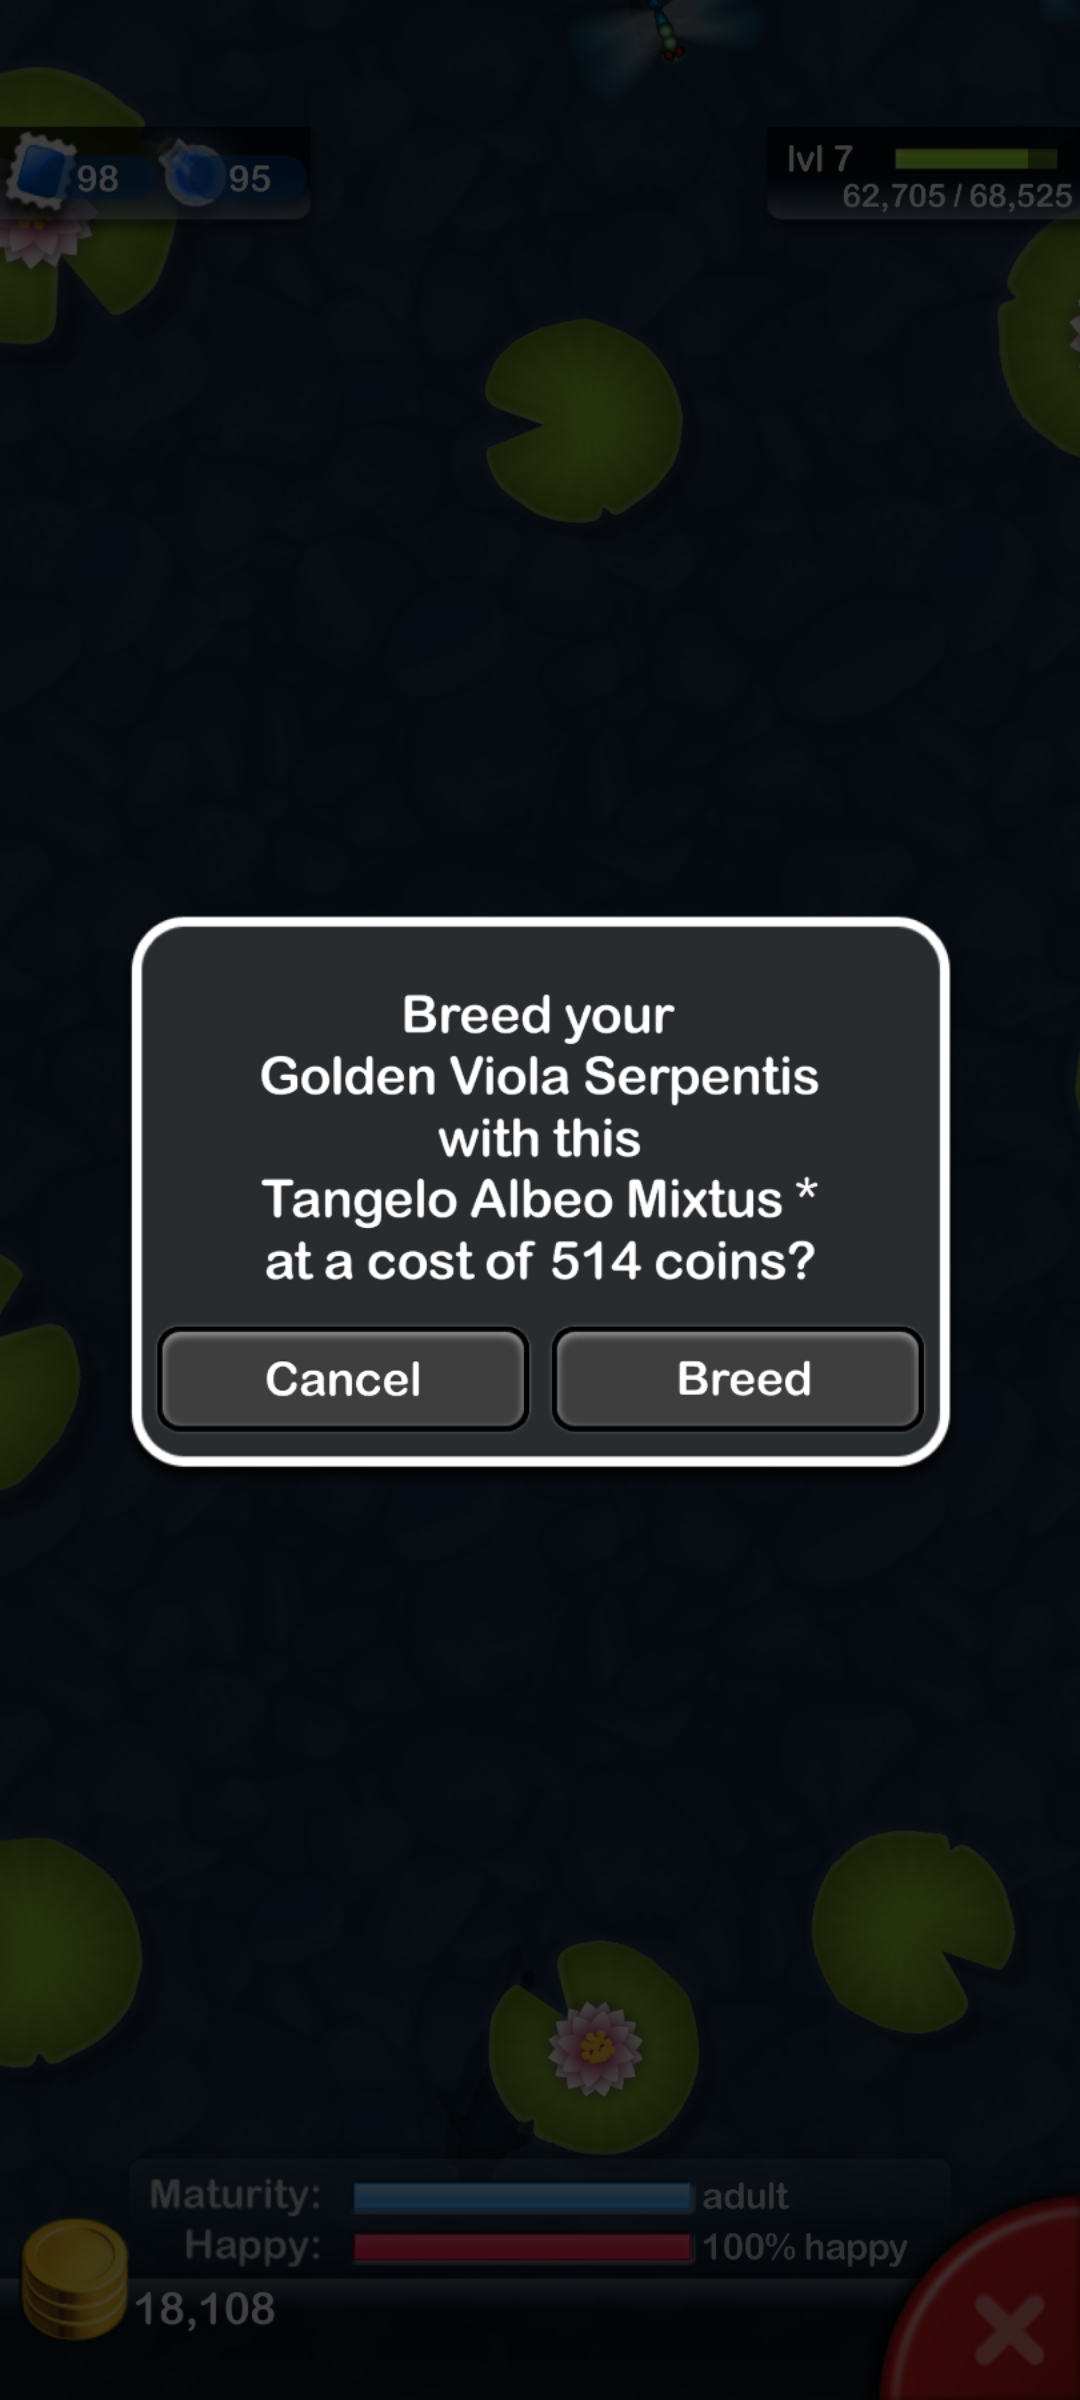 98
95
lvl 7
62,705 / 68,525
Breed your
Golden Viola Serpentis
with this
Tangelo Albeo Mixtus *
at a cost of 514 coins?
Cancel
Breed
Maturity: adult
Happy: 100% happy
18,108